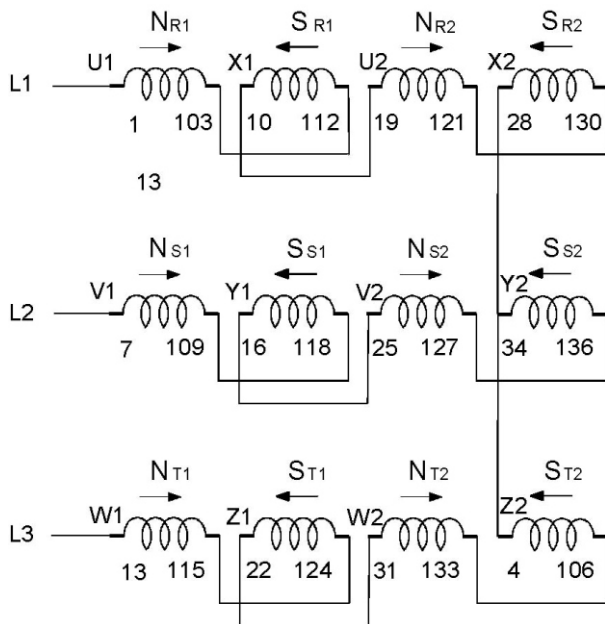 NR1 SR1 NR2 SR2
L1 U1 X1 U2 X2
1 103 10 112 19 121 28 130
13
NS1 SS1 NS2 SS2
L2 V1 Y1 V2 Y2
7 109 16 118 25 127 34 136
NT1 ST1 NT2 ST2
L3 W1 Z1 W2 Z2
13 115 22 124 31 133 4 106